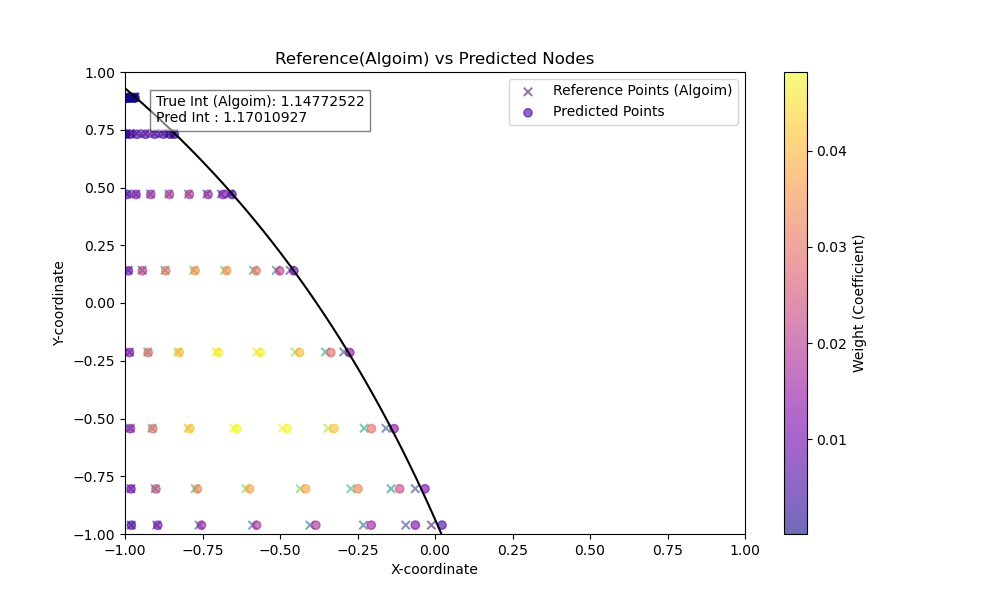 Reference(Algoim) vs Predicted Nodes
True Int (Algoim): 1.14772522
Pred Int : 1.17010927
Reference Points (Algoim)
Predicted Points
1.00
0.75
0.50
0.25
0.00
−0.25
−0.50
−0.75
−1.00
Y-coordinate
−1.00 −0.75 −0.50 −0.25 0.00 0.25 0.50 0.75 1.00
X-coordinate
0.04
0.03
0.02
0.01
Weight (Coefficient)